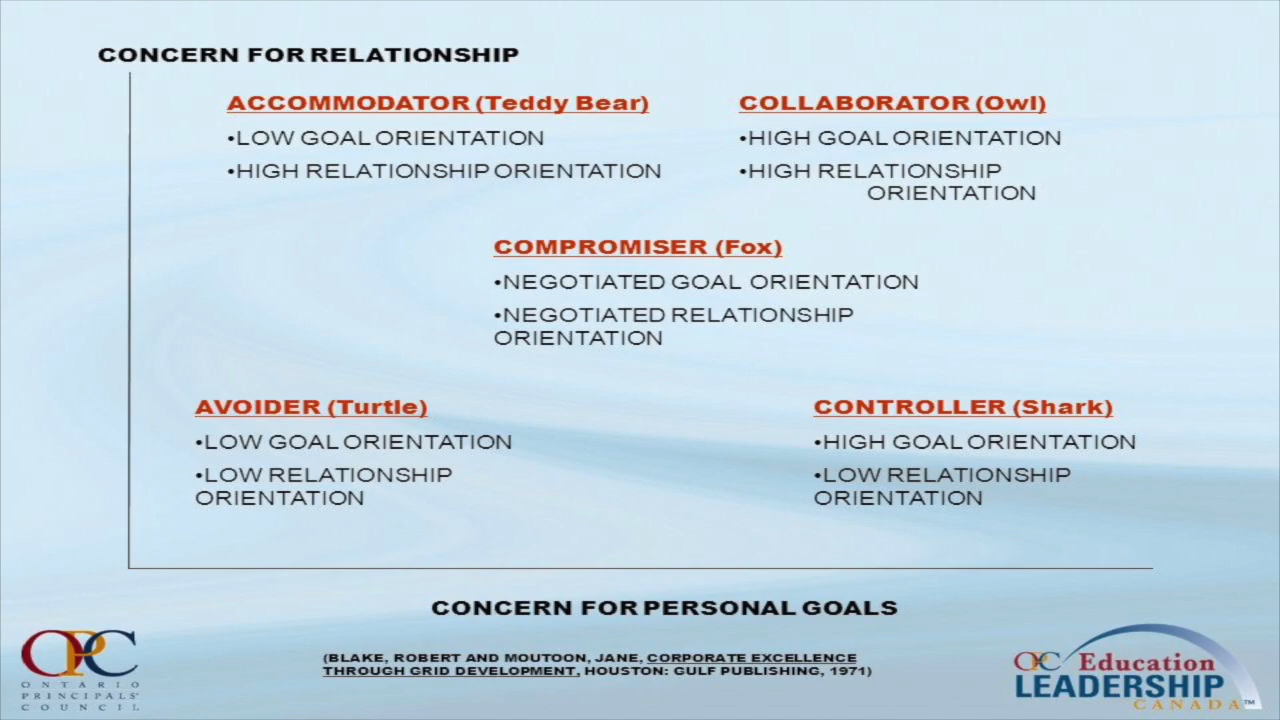 CONCERN FOR RELATIONSHIP
ACCOMMODATOR (Teddy Bear)
•LOW GOAL ORIENTATION
•HIGH RELATIONSHIP ORIENTATION
COLLABORATOR (Owl)
•HIGH GOAL ORIENTATION
•HIGH RELATIONSHIP
ORIENTATION
COMPROMISER (Fox)
•NEGOTIATED GOAL ORIENTATION
•NEGOTIATED RELATIONSHIP
ORIENTATION
AVOIDER (Turtle)
•LOW GOAL ORIENTATION
•LOW RELATIONSHIP
ORIENTATION
CONTROLLER (Shark)
•HIGH GOAL ORIENTATION
•LOW RELATIONSHIP
ORIENTATION
CONCERN FOR PERSONAL GOALS
(BLAKE, ROBERT AND MOUTOON, JANE, CORPORATE EXCELLENCE
THROUGH GRID DEVELOPMENT, HOUSTON: GULF PUBLISHING, 1971)
OPC
ONTARIO
PRINCIPALS'
COUNCIL
OPC Education
LEADERSHIP
CANADA™